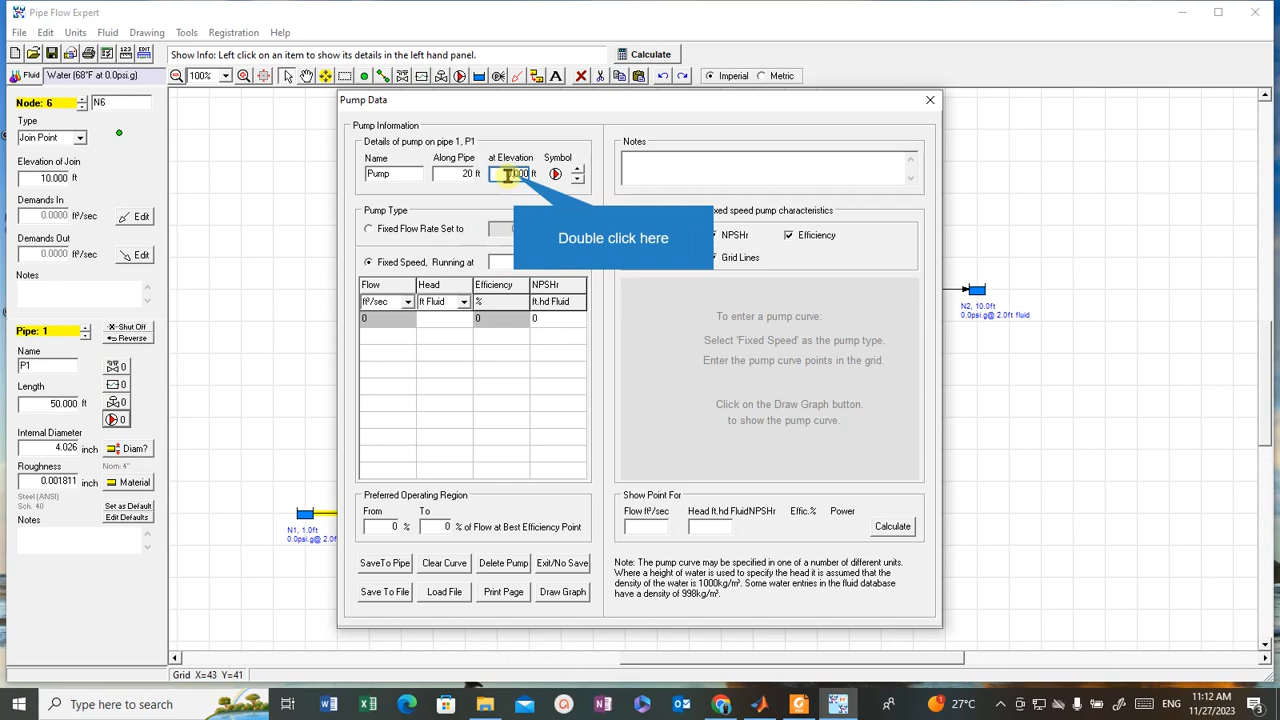 Pipe Flow Expert
File Edit Units Fluid Drawing Tools Registration Help
Show Info: Left click on an item to show its details in the left hand panel.
Calculate
Fluid Water (68°F at 0.0psi.g)
100%
Imperial Metric
Node: 6 N6
Type
Join Point
Elevation of Join
10.000 ft
Demands In
0.0000 ft³/sec
Edit
Demands Out
0.0000 ft³/sec
Edit
Notes
Pipe: 1
X-Shut Off
Reverse
Name
P1
0
Length
0
50.000 ft
0
0
Internal Diameter
4.026 inch
Diam?
Roughness Nom: 4"
0.001811 inch
Material
Steel (ANSI)
Sch. 40
Set as Default
Edit Defaults
Notes
N1, 1.0ft
N2, 10.0ft
0.0psi.g@ 2.0ft fluid
Pump Data
Pump Information
Details of pump on pipe 1, P1
Name Along Pipe at Elevation Symbol
Pump 20 ft ft
Double click here
Pump Type
Fixed Flow Rate Set to
Fixed Speed, Running at
Flow Head Efficiency NPSHr
ft³/sec ft Fluid % ft.hd Fluid
0 0 0
Preferred Operating Region
From To
0 % 0 % of Flow at Best Efficiency Point
SaveTo Pipe Clear Curve Delete Pump Exit/No Save
Save To File Load File Print Page Draw Graph
Notes
fixed speed pump characteristics
NPSHr Efficiency
Grid Lines
To enter a pump curve:
Select 'Fixed Speed' as the pump type.
Enter the pump curve points in the grid.
Click on the Draw Graph button.
to show the pump curve.
Show Point For
Flow ft³/sec Head ft.hd FluidNPSHr Effic.% Power
Calculate
Note: The pump curve may be specified in one of a number of different units.
Where a height of water is used to specify the head it is assumed that the
density of the water is 1000kg/m³. Some water entries in the fluid database
have a density of 998kg/m³.
Grid X=43 Y=41
Type here to search
27°C
ENG
11:12 AM
11/27/2023